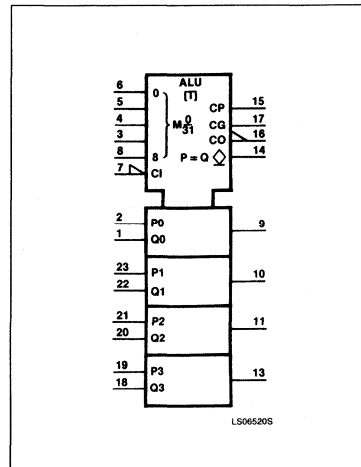 ALU
[T]
6 0
5
4
3
8 8
7 CI
M 0
31
CP 15
CG 17
CO 16
P = Q 14
2 P0
1 Q0
9
23 P1
22 Q1
10
21 P2
20 Q2
11
19 P3
18 Q3
13
LS06520S